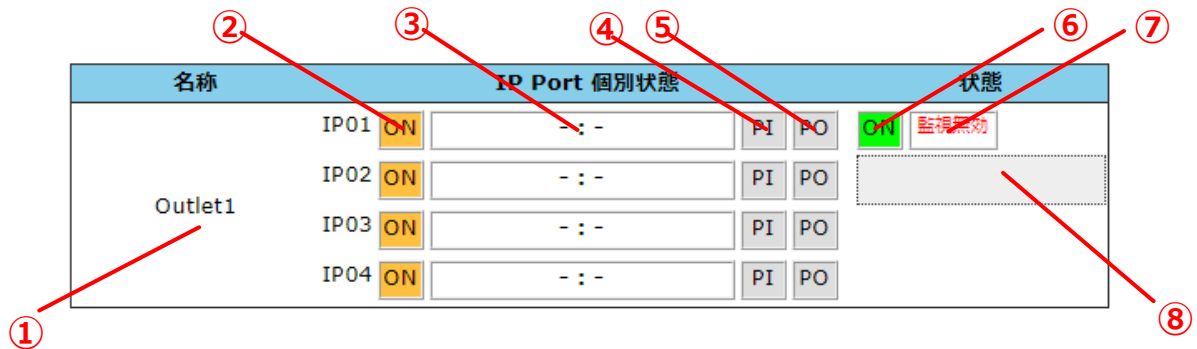 ② ③ ④ ⑤ ⑥ ⑦
名称 IP Port 個別状態 状態
IP01 ON - : - PI PO ON 監視無効
IP02 ON - : - PI PO
Outlet1
IP03 ON - : - PI PO
IP04 ON - : - PI PO
① ⑧